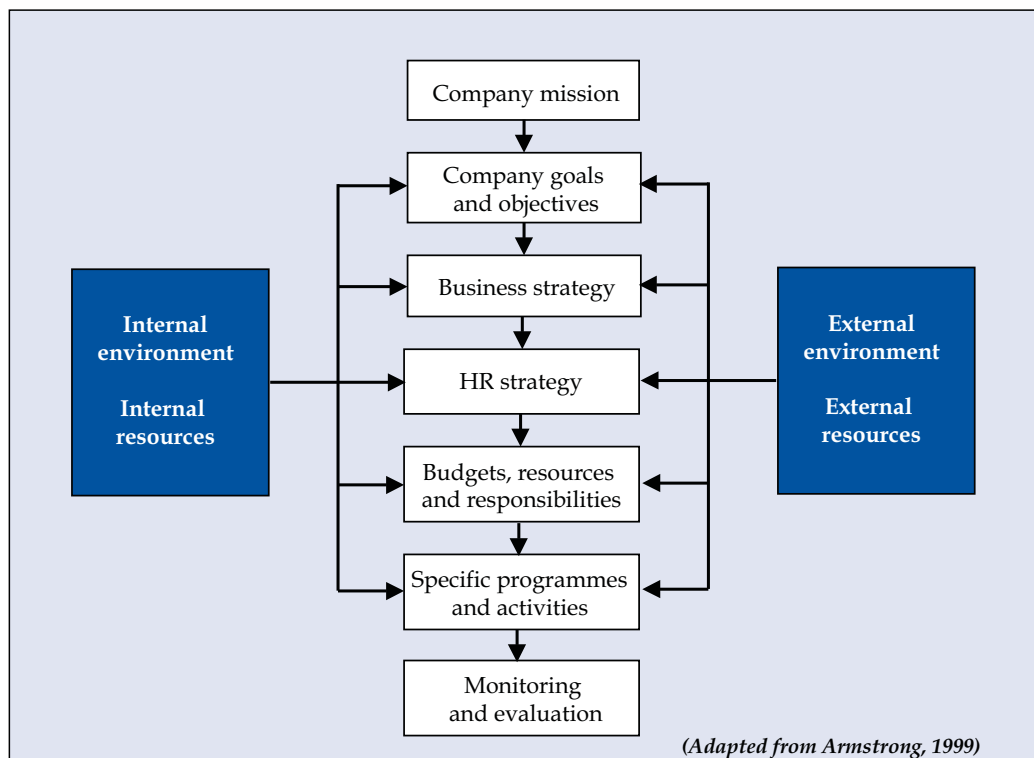 Company mission
Company goals
and objectives
Business strategy
Internal
environment
Internal
resources
External
environment
External
resources
HR strategy
Budgets, resources
and responsibilities
Specific programmes
and activities
Monitoring
and evaluation
(Adapted from Armstrong, 1999)